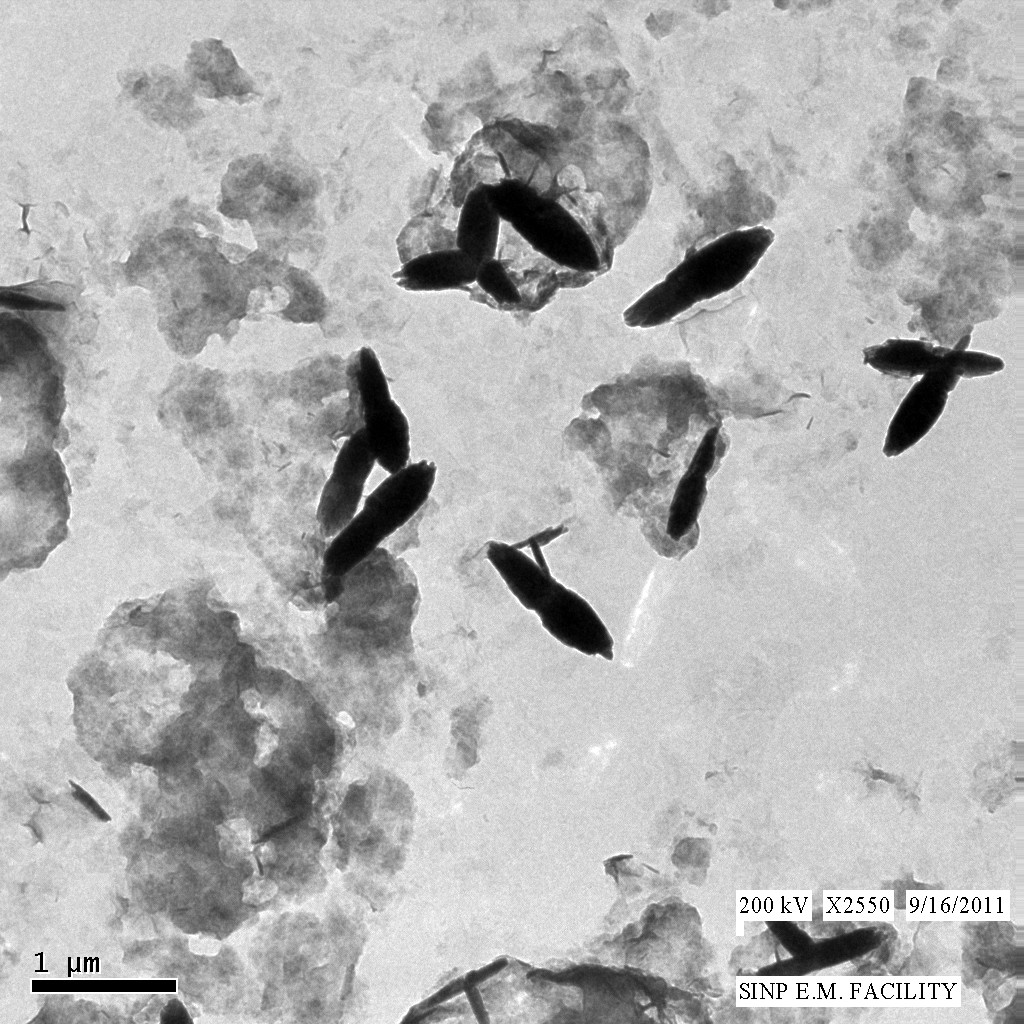 200 kV X2550 9/16/2011
1 μm
SINP E.M. FACILITY